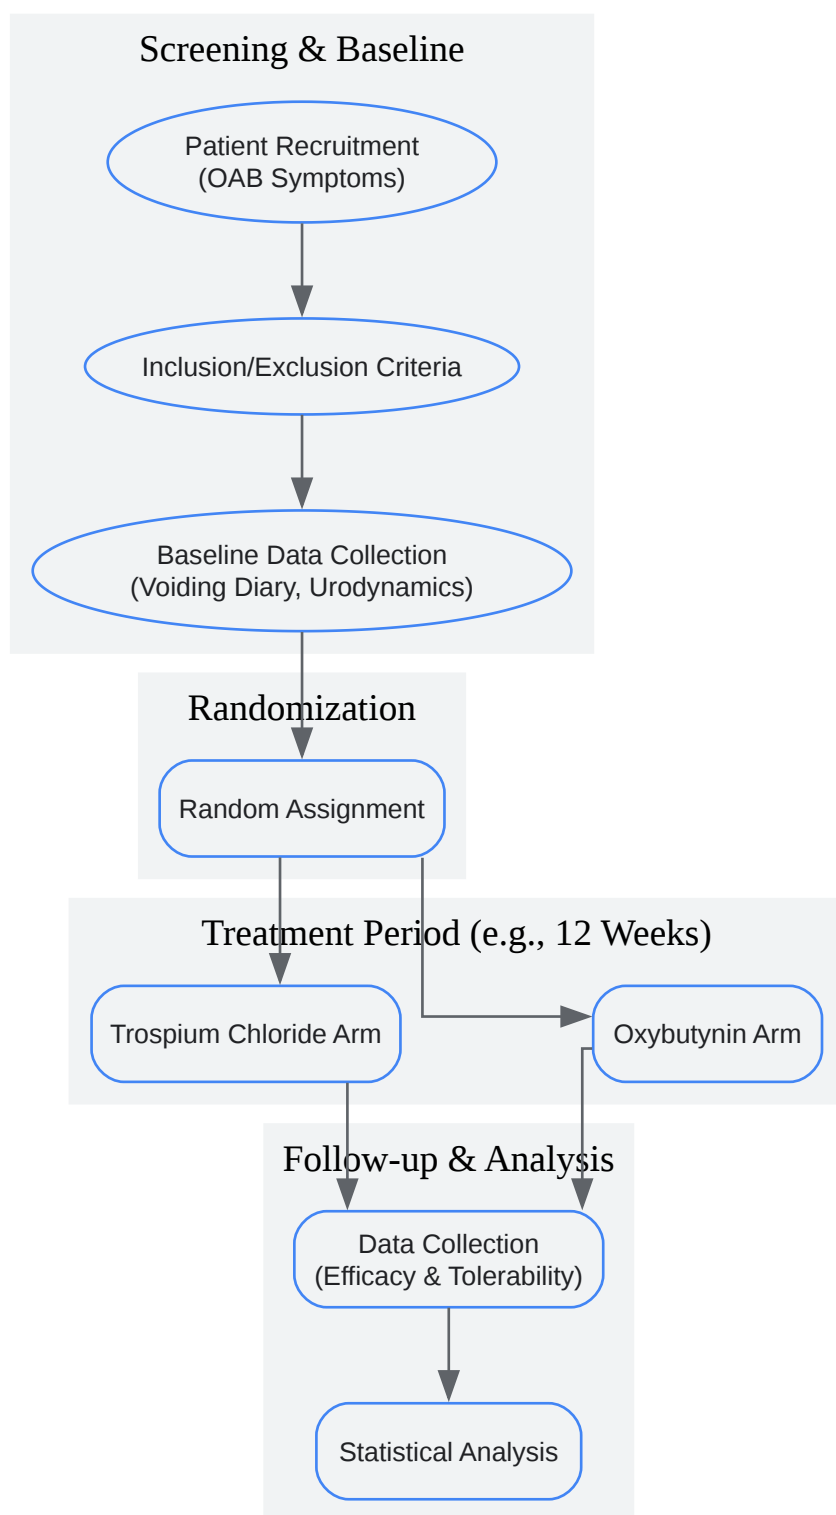 Screening & Baseline
Patient Recruitment
(OAB Symptoms)
Inclusion/Exclusion Criteria
Baseline Data Collection
(Voiding Diary, Urodynamics)
Randomization
Random Assignment
Treatment Period (e.g., 12 Weeks)
Trospium Chloride Arm
Oxybutynin Arm
Follow-up & Analysis
Data Collection
(Efficacy & Tolerability)
Statistical Analysis